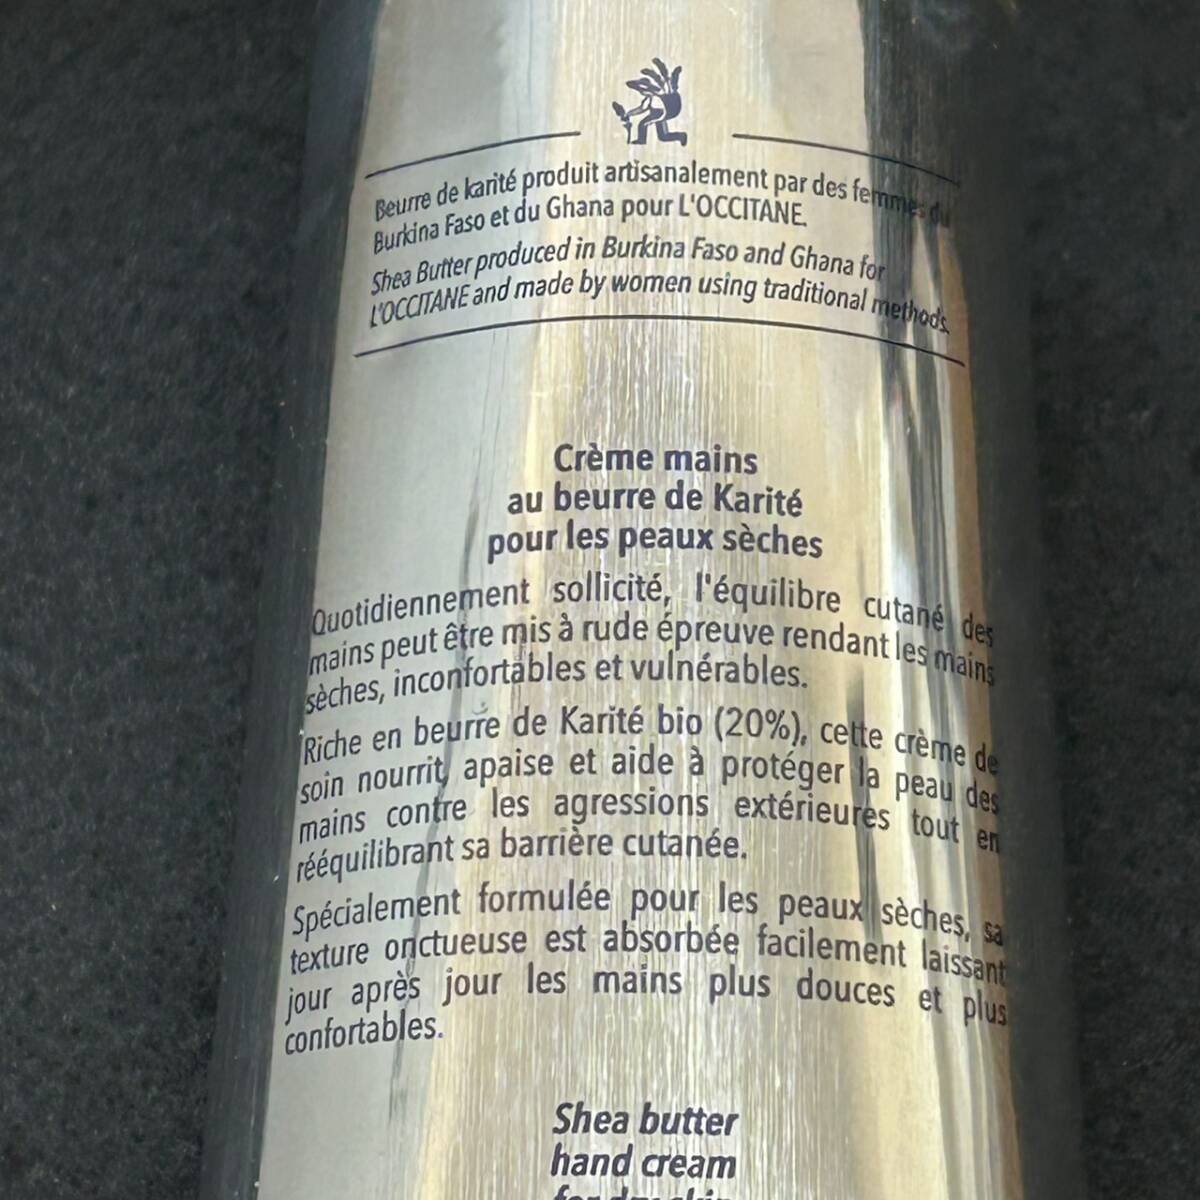 Beurre de karité produit artisanalement par des femmes du
Burkina Faso et du Ghana pour L'OCCITANE.
Shea Butter produced in Burkina Faso and Ghana for
L'OCCITANE and made by women using traditional methods.
Crème mains
au beurre de Karité
pour les peaux sèches
Quotidiennement sollicité, l'équilibre cutané des
mains peut être mis à rude épreuve rendant les mains
sèches, inconfortables et vulnérables.
Riche en beurre de Karité bio (20%), cette crème de
soin nourrit, apaise et aide à protéger la peau des
mains contre les agressions extérieures tout en
rééquilibrant sa barrière cutanée.
Spécialement formulée pour les peaux sèches, sa
texture onctueuse est absorbée facilement laissant
jour après jour les mains plus douces et plus
confortables.
Shea butter
hand cream
for dry skin